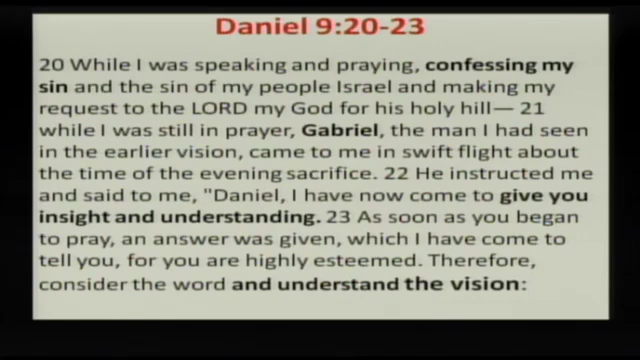 Daniel 9:20-23
20 While I was speaking and praying, confessing my
sin and the sin of my people Israel and making my
request to the LORD my God for his holy hill— 21
while I was still in prayer, Gabriel, the man I had seen
in the earlier vision, came to me in swift flight about
the time of the evening sacrifice. 22 He instructed me
and said to me, "Daniel, I have now come to give you
insight and understanding. 23 As soon as you began
to pray, an answer was given, which I have come to
tell you, for you are highly esteemed. Therefore,
consider the word and understand the vision: